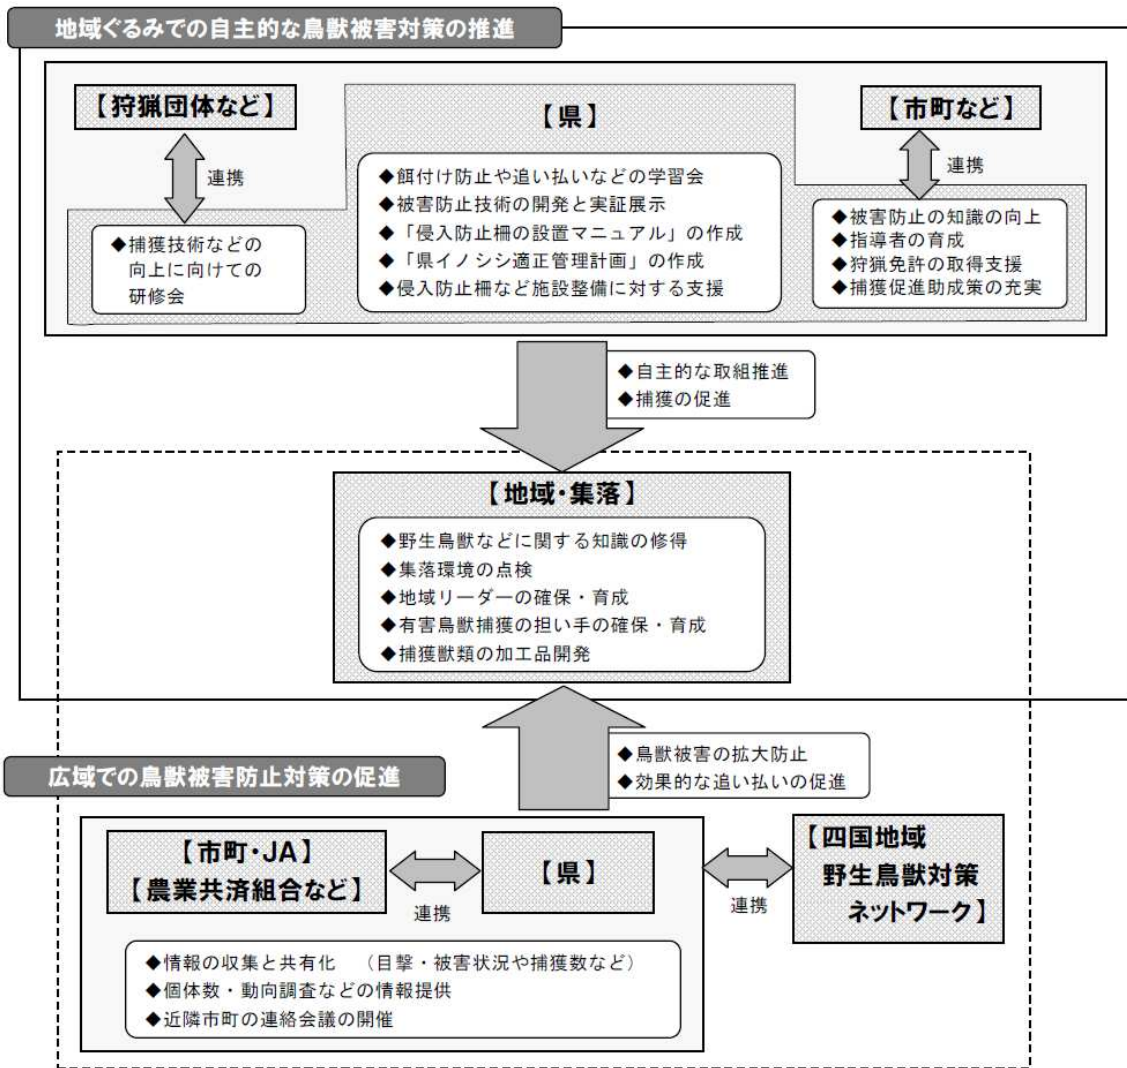 地域ぐるみでの自主的な鳥獣被害対策の推進
【狩猟団体など】
連携
◆捕獲技術などの
向上に向けての
研修会
【県】
◆餌付け防止や追い払いなどの学習会
◆被害防止技術の開発と実証展示
◆「侵入防止柵の設置マニュアル」の作成
◆「県イノシシ適正管理計画」の作成
◆侵入防止柵など施設整備に対する支援
【市町など】
連携
◆被害防止の知識の向上
◆指導者の育成
◆狩猟免許の取得支援
◆捕獲促進助成策の充実
◆自主的な取組推進
◆捕獲の促進
【地域・集落】
◆野生鳥獣などに関する知識の修得
◆集落環境の点検
◆地域リーダーの確保・育成
◆有害鳥獣捕獲の担い手の確保・育成
◆捕獲獣類の加工品開発
◆鳥獣被害の拡大防止
◆効果的な追い払いの促進
広域での鳥獣被害防止対策の促進
【市町・JA】
【農業共済組合など】
連携
【県】
連携
【四国地域
野生鳥獣対策
ネットワーク】
◆情報の収集と共有化　（目撃・被害状況や捕獲数など）
◆個体数・動向調査などの情報提供
◆近隣市町の連絡会議の開催